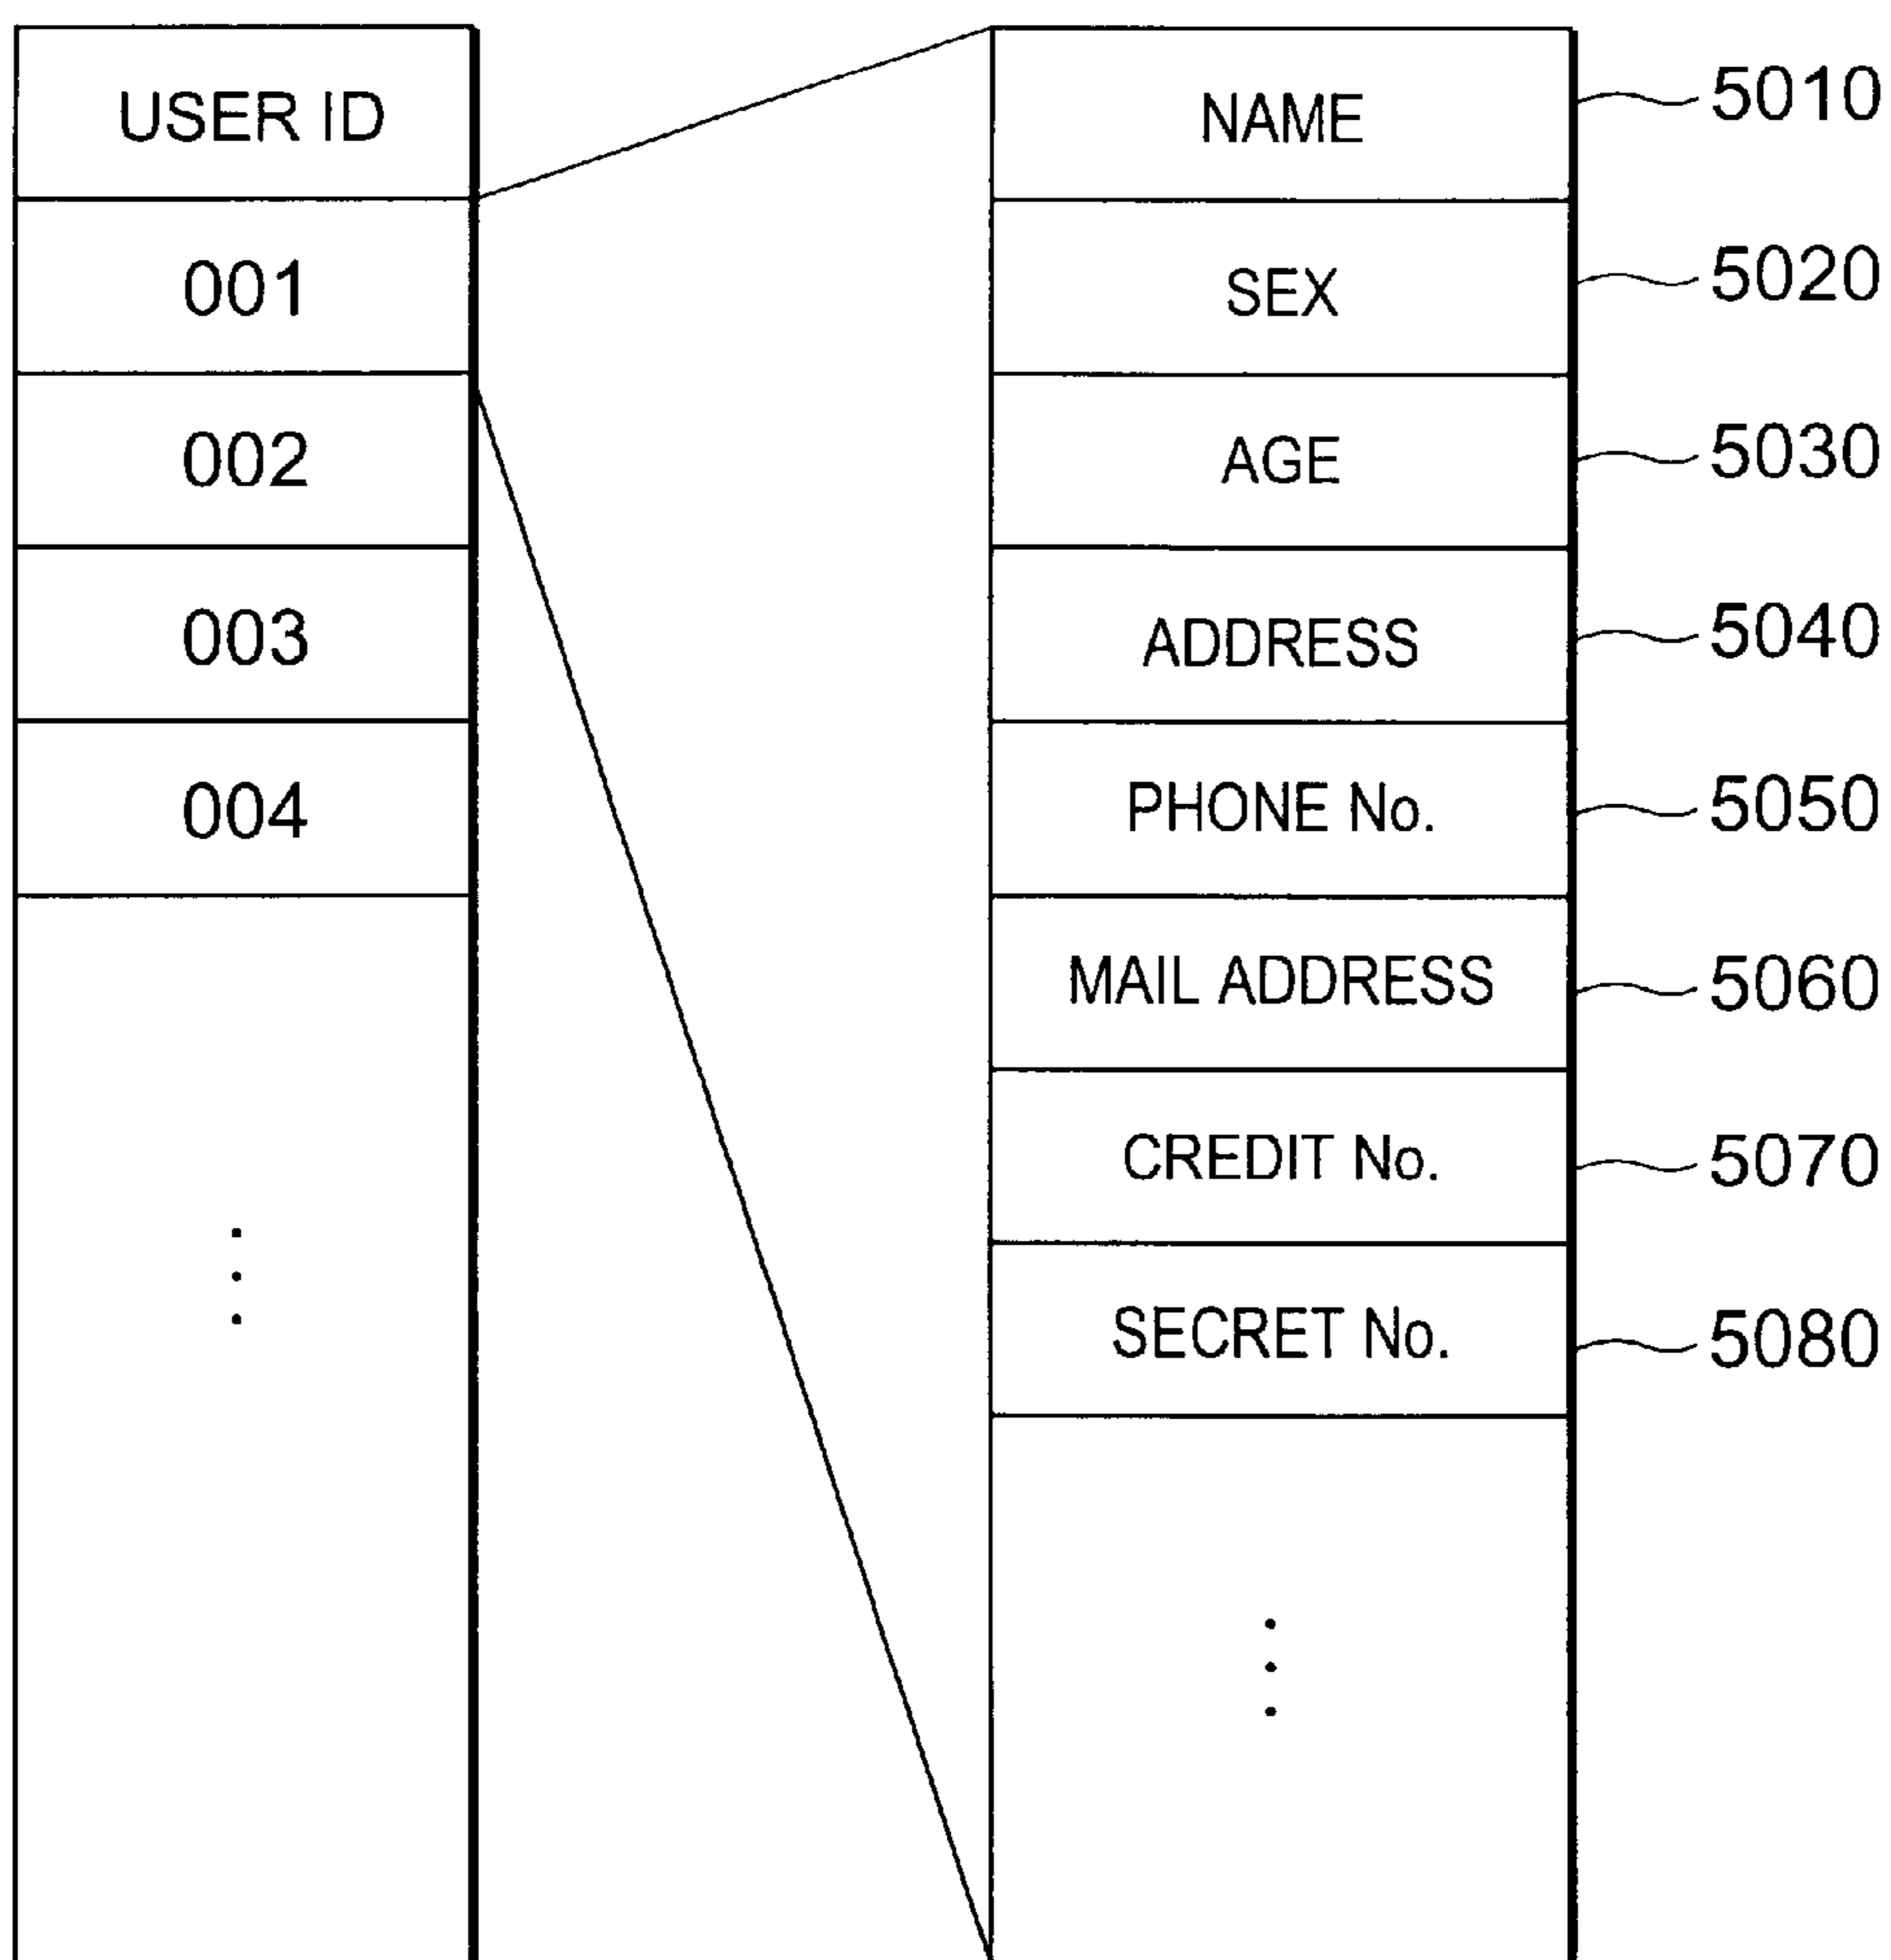 USER ID
001
002
003
004
NAME 5010
SEX 5020
AGE 5030
ADDRESS 5040
PHONE No. 5050
MAIL ADDRESS 5060
CREDIT No. 5070
SECRET No. 5080